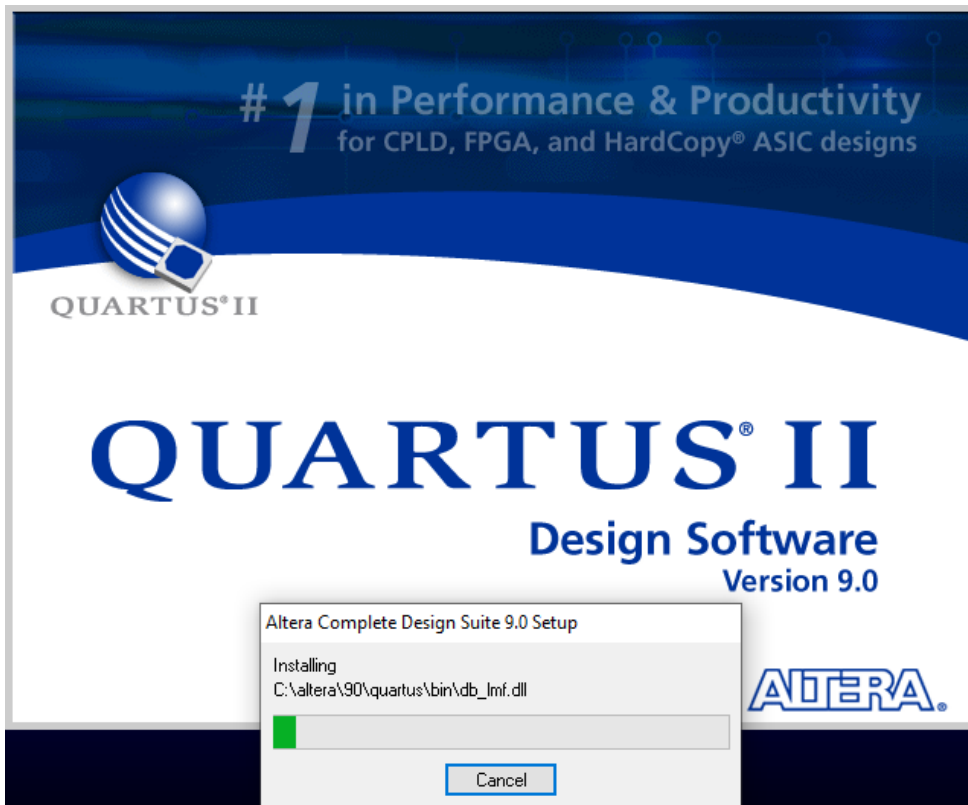 # 1 in Performance & Productivity
for CPLD, FPGA, and HardCopy® ASIC designs
QUARTUS® II
QUARTUS® II
Design Software
Version 9.0
Altera Complete Design Suite 9.0 Setup
Installing
C:\altera\90\quartus\bin\db_lmf.dll
ALTERA®
Cancel